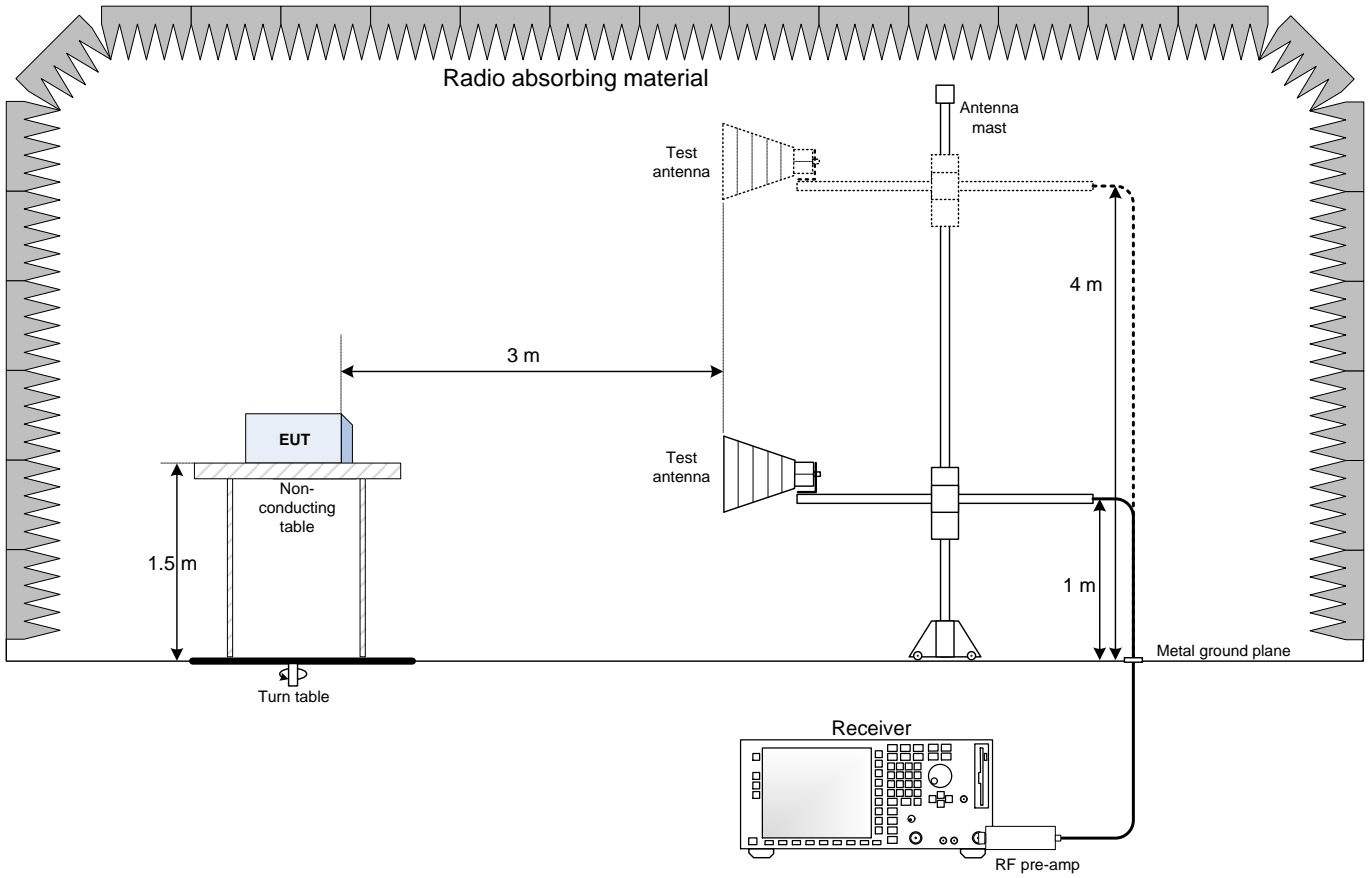 Radio absorbing material
Antenna
mast
Test
antenna
4 m
3 m
EUT
Test
antenna
Non-
conducting
table
1.5 m
1 m
Metal ground plane
Turn table
Receiver
RF pre-amp